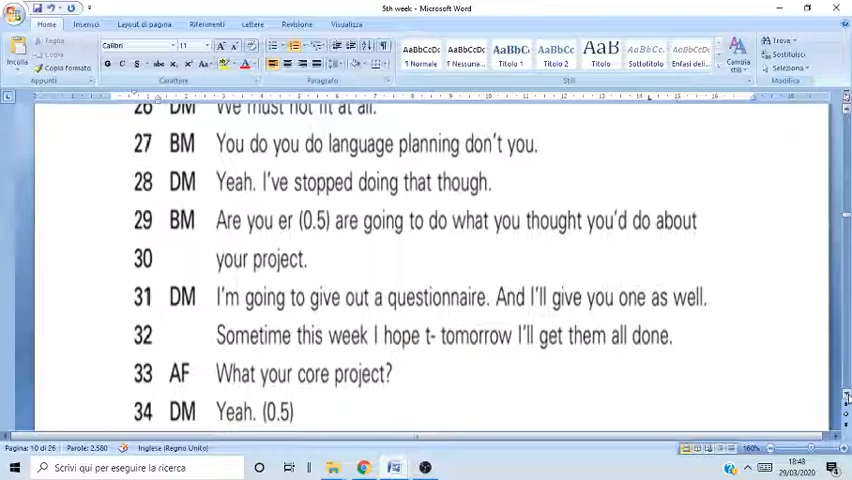 5th week - Microsoft Word
Home Inserisci Layout di pagina Riferimenti Lettere Revisione Visualizza
Taglia
Copia
Copia formato
Incolla
Appunti
Calibri 11
Carattere
Paragrafo
AaBbCcDc AaBbCcDc AaBbCc AaBbCc AaB AaBbCc. AaBbCcDc
¶ Normale ¶ Nessuna... Titolo 1 Titolo 2 Titolo Sottotitolo Enfasi deli...
Stili
Cambia stili
Trova
Sostituisci
Seleziona
Modifica
26 DM We must not fit at all.
27 BM You do you do language planning don't you.
28 DM Yeah. I've stopped doing that though.
29 BM Are you er (0.5) are going to do what you thought you'd do about
30 your project.
31 DM I'm going to give out a questionnaire. And I'll give you one as well.
32 Sometime this week I hope t- tomorrow I'll get them all done.
33 AF What your core project?
34 DM Yeah. (0.5)
Pagina: 10 di 26 Parole: 2.580 Inglese (Regno Unito) 160%
Scrivi qui per eseguire la ricerca
18:48
29/03/2020